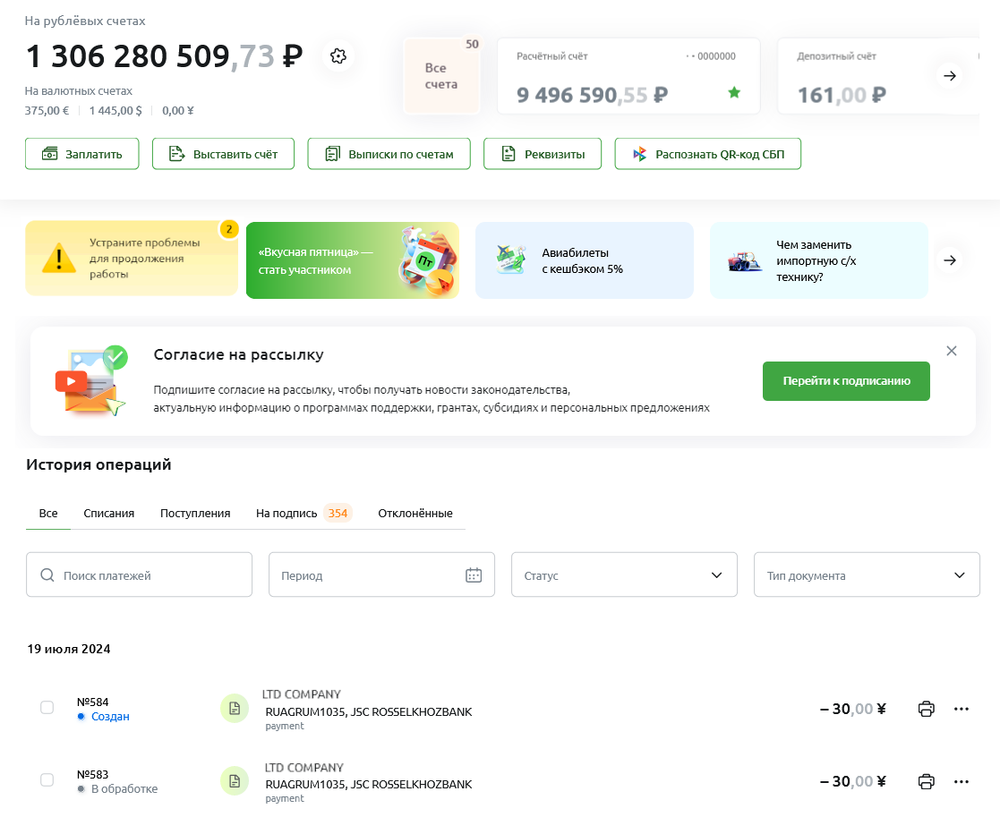 На рублёвых счетах
1 306 280 509,73 ₽
На валютных счетах
375,00 €
1 445,00 $
0,00 ¥
50
Все
счета
Расчётный счёт
·· 0000000
9 496 590,55 ₽
Депозитный счёт
161,00 ₽
Заплатить
Выставить счёт
Выписки по счетам
Реквизиты
Распознать QR-код СБП
2
Устраните проблемы
для продолжения
работы
«Вкусная пятница» —
стать участником
Пт
Авиабилеты
с кешбэком 5%
Чем заменить
импортную с/х
технику?
Согласие на рассылку
Подпишите согласие на рассылку, чтобы получать новости законодательства,
актуальную информацию о программах поддержки, грантах, субсидиях и персональных предложениях
Перейти к подписанию
История операций
Все
Списания
Поступления
На подпись 354
Отклонённые
Поиск платежей
Период
Статус
Тип документа
19 июля 2024
№584
Создан
LTD COMPANY
RUAGRUM1035, JSC ROSSELKHOZBANK
payment
– 30,00 ¥
№583
В обработке
LTD COMPANY
RUAGRUM1035, JSC ROSSELKHOZBANK
payment
– 30,00 ¥